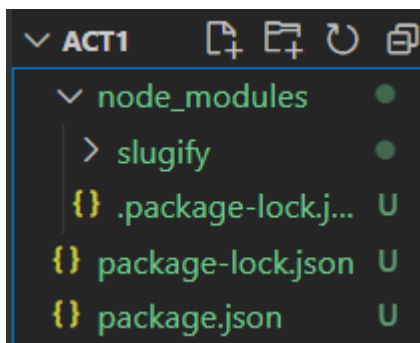 ACT1
node_modules
slugify
{} .package-lock.j... U
{} package-lock.json U
{} package.json U